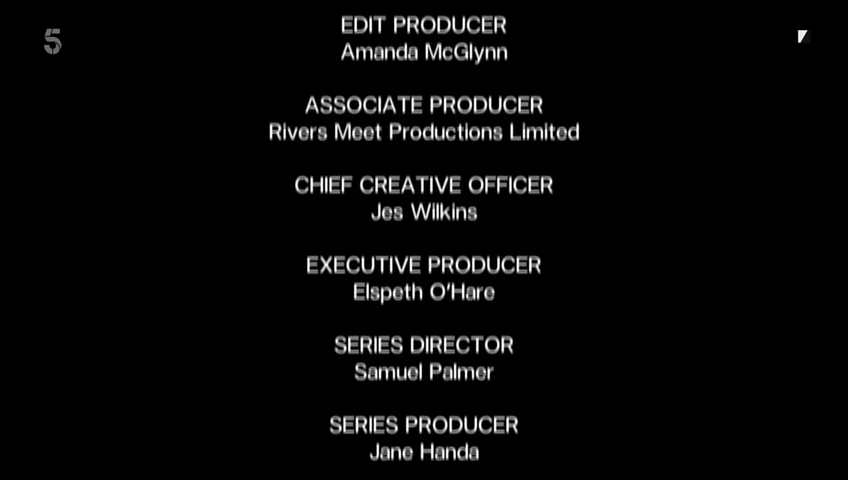 5
EDIT PRODUCER
Amanda McGlynn
ASSOCIATE PRODUCER
Rivers Meet Productions Limited
CHIEF CREATIVE OFFICER
Jes Wilkins
EXECUTIVE PRODUCER
Elspeth O'Hare
SERIES DIRECTOR
Samuel Palmer
SERIES PRODUCER
Jane Handa